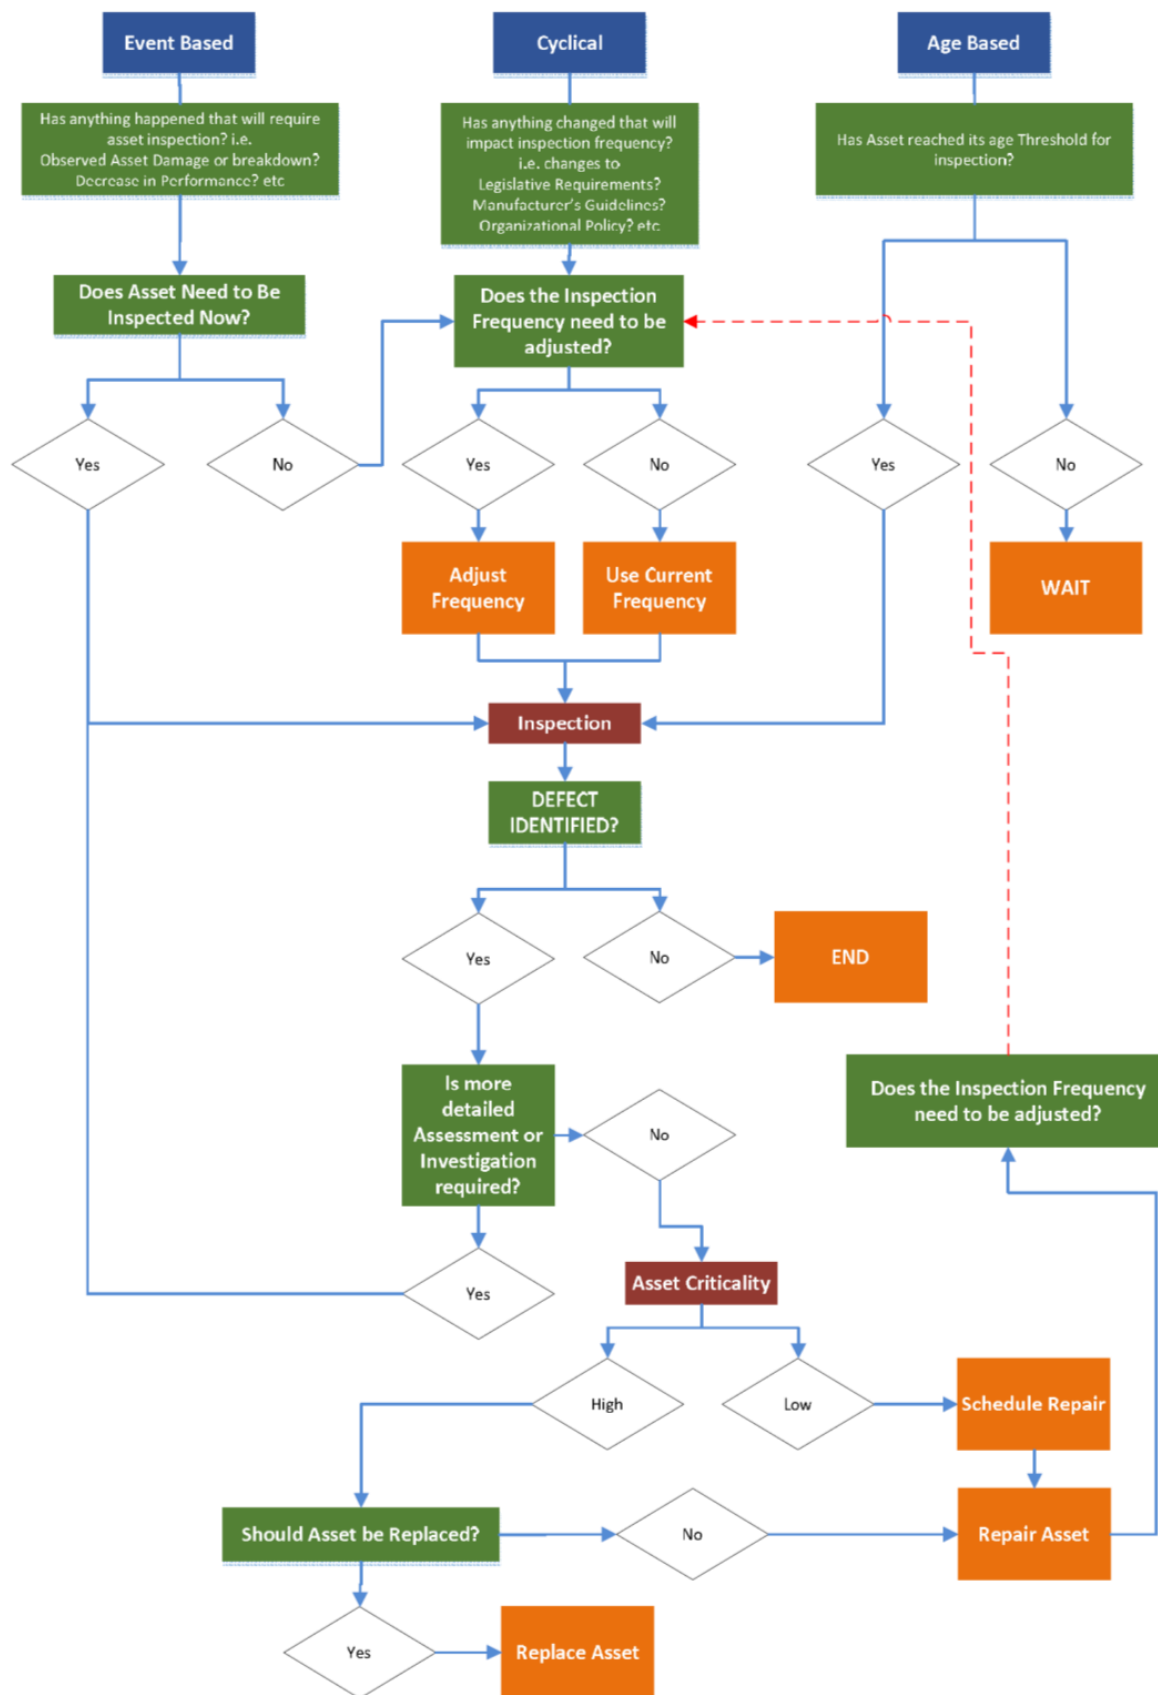 Event Based
Cyclical
Age Based
Has anything happened that will require
asset inspection? i.e.
Observed Asset Damage or breakdown?
Decrease in Performance? etc
Has anything changed that will
impact inspection frequency?
i.e. changes to
Legislative Requirements?
Manufacturer's Guidelines?
Organizational Policy? etc
Has Asset reached its age Threshold for
inspection?
Does Asset Need to Be
Inspected Now?
Does the Inspection
Frequency need to be
adjusted?
Yes
No
Yes
No
Yes
No
Adjust
Frequency
Use Current
Frequency
WAIT
Inspection
DEFECT
IDENTIFIED?
Yes
No
END
Is more
detailed
Assessment or
Investigation
required?
No
Does the Inspection Frequency
need to be adjusted?
Yes
Asset Criticality
High
Low
Schedule Repair
Should Asset be Replaced?
No
Repair Asset
Yes
Replace Asset